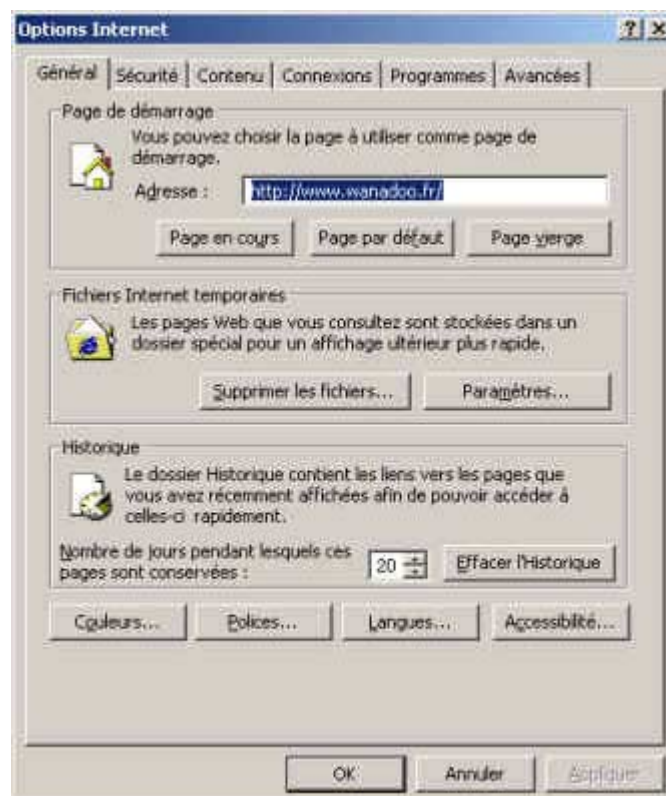 Options Internet
? ×
Général Sécurité Contenu Connexions Programmes Avancées
Page de démarrage
Vous pouvez choisir la page à utiliser comme page de
démarrage.
Adresse : http://www.wanadoo.fr/
Page en cours Page par défaut Page vierge
Fichiers Internet temporaires
Les pages Web que vous consultez sont stockées dans un
dossier spécial pour un affichage ultérieur plus rapide.
Supprimer les fichiers... Paramètres...
Historique
Le dossier Historique contient les liens vers les pages que
vous avez récemment affichées afin de pouvoir accéder à
celles-ci rapidement.
Nombre de jours pendant lesquels ces
pages sont conservées :
20 Effacer l'Historique
Couleurs... Polices... Langues... Accessibilité...
OK Annuler Appliquer